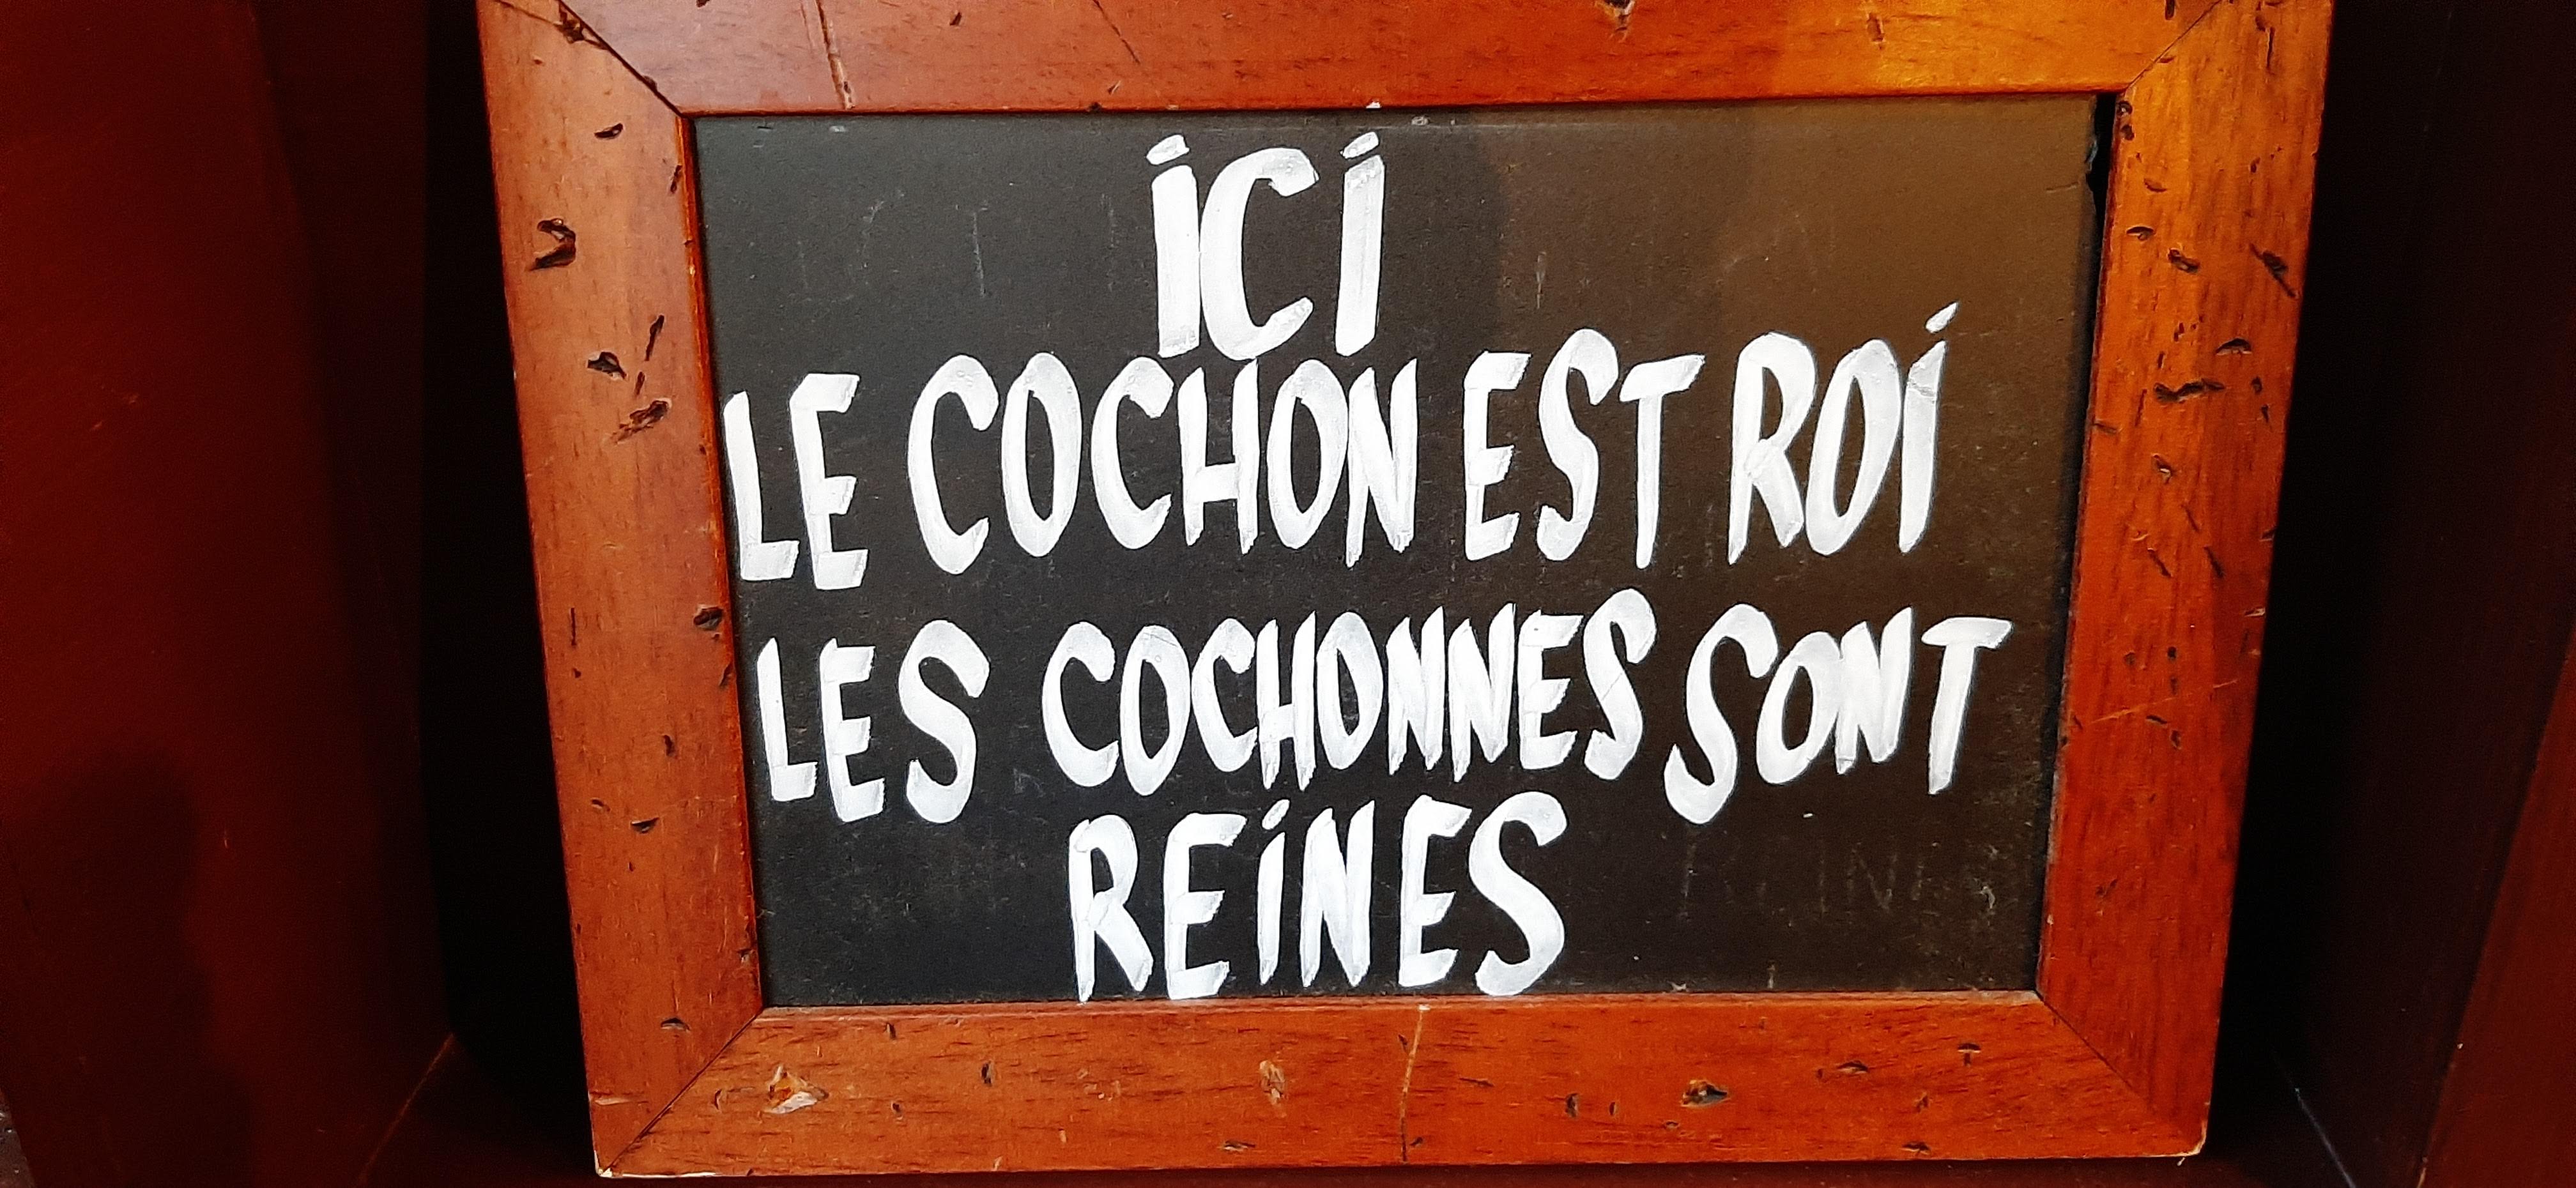 iCi
LE COCHON EST ROi
LES COCHONNES SONT
REiNES